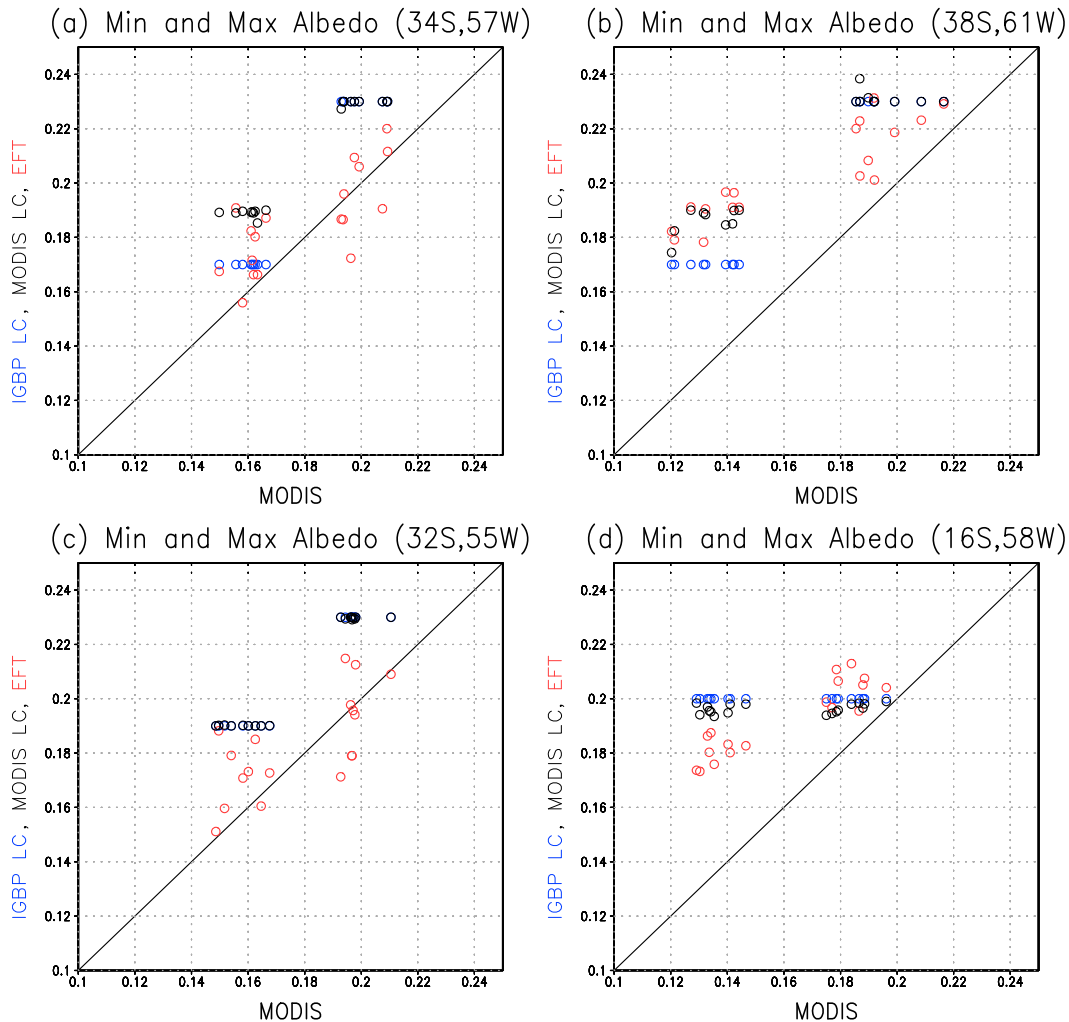 (a) Min and Max Albedo (34S,57W)
0.24
0.22
0.2
0.18
0.16
0.14
0.12
0.1
IGBP LC, MODIS LC, EFT
0.1 0.12 0.14 0.16 0.18 0.2 0.22 0.24
MODIS
(b) Min and Max Albedo (38S,61W)
0.24
0.22
0.2
0.18
0.16
0.14
0.12
0.1
IGBP LC, MODIS LC, EFT
0.1 0.12 0.14 0.16 0.18 0.2 0.22 0.24
MODIS
(c) Min and Max Albedo (32S,55W)
0.24
0.22
0.2
0.18
0.16
0.14
0.12
0.1
IGBP LC, MODIS LC, EFT
0.1 0.12 0.14 0.16 0.18 0.2 0.22 0.24
MODIS
(d) Min and Max Albedo (16S,58W)
0.24
0.22
0.2
0.18
0.16
0.14
0.12
0.1
IGBP LC, MODIS LC, EFT
0.1 0.12 0.14 0.16 0.18 0.2 0.22 0.24
MODIS